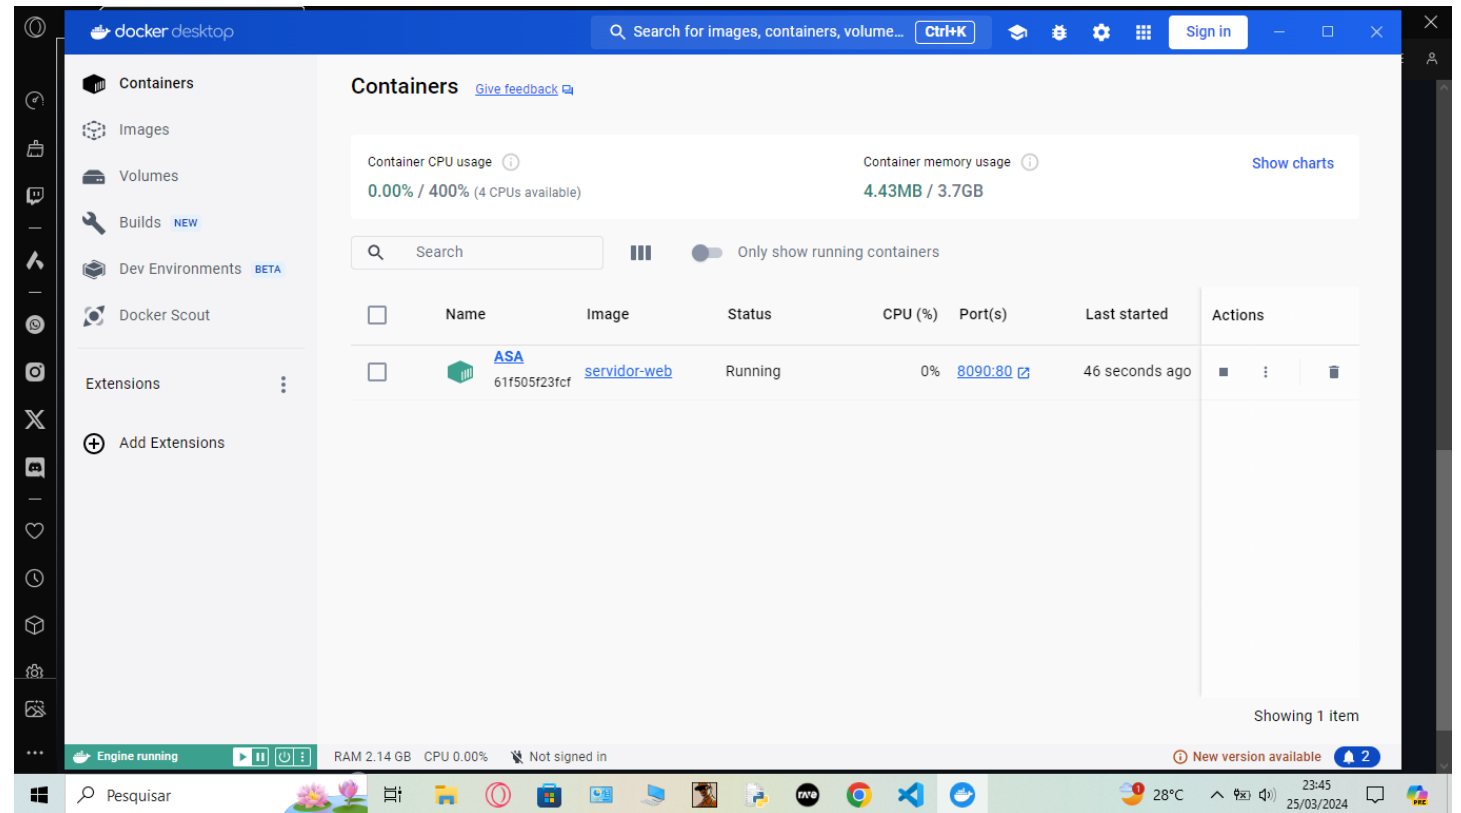 docker desktop
Search for images, containers, volume... Ctrl+K
Sign in
Containers
Images
Volumes
Builds NEW
Dev Environments BETA
Docker Scout
Extensions
Add Extensions
Containers Give feedback
Container CPU usage
0.00% / 400% (4 CPUs available)
Container memory usage
4.43MB / 3.7GB
Show charts
Search
Only show running containers
Name Image Status CPU (%) Port(s) Last started Actions
ASA
61f505f23fcf
servidor-web Running 0% 8090:80 46 seconds ago
Showing 1 item
Engine running
RAM 2.14 GB CPU 0.00% Not signed in
New version available 2
Pesquisar
rave
1
28°C
23:45
25/03/2024
PRE